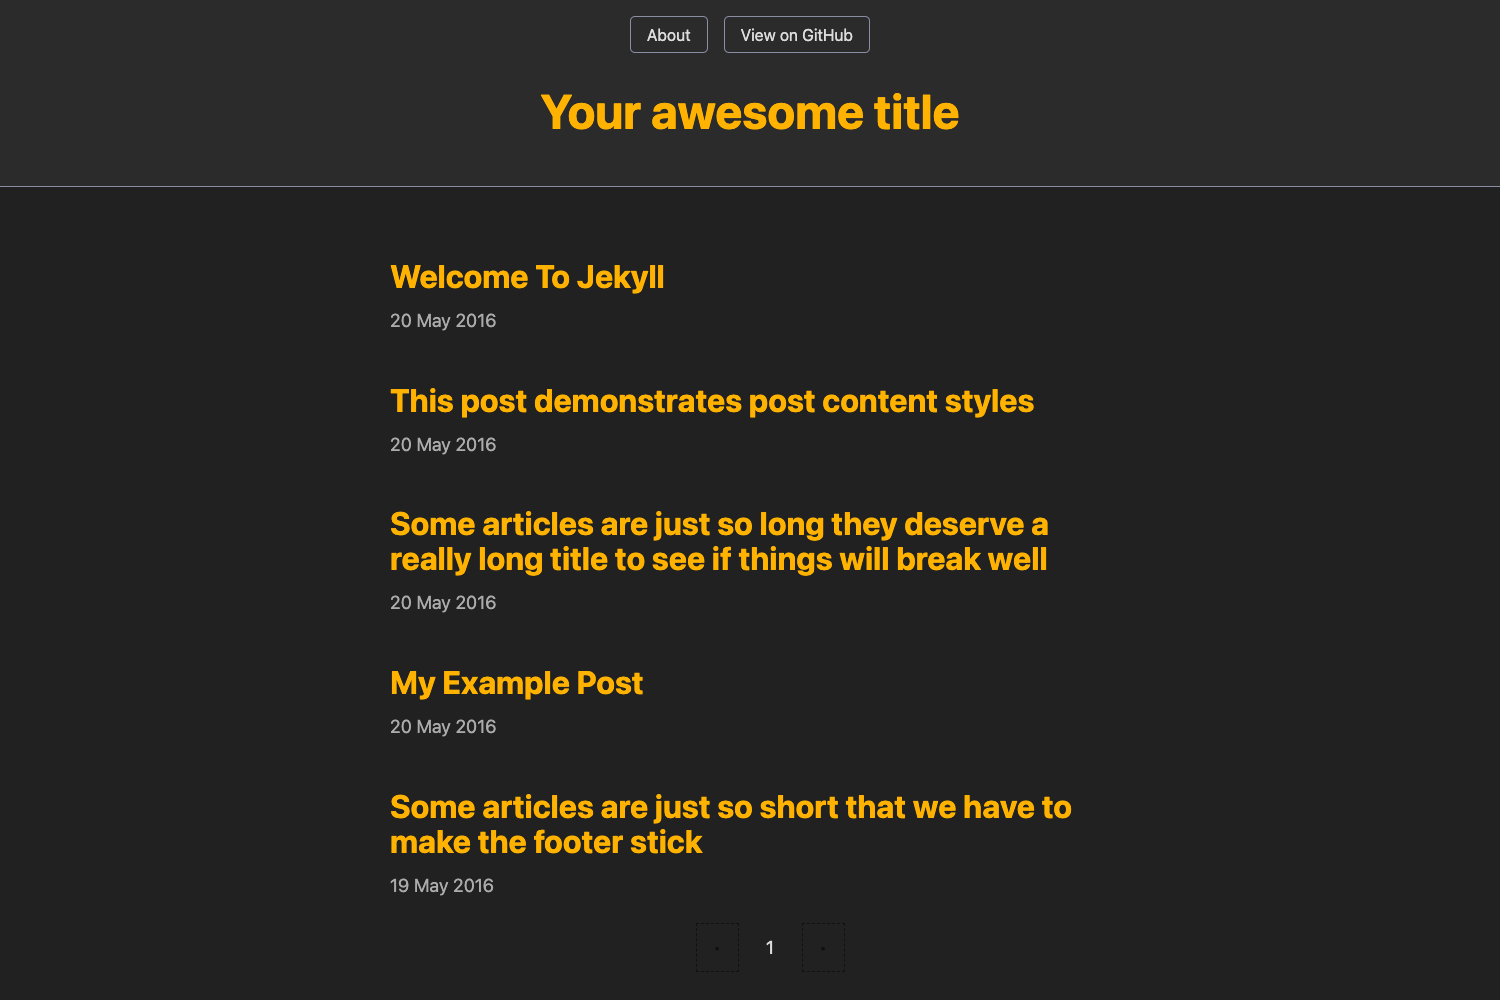 About
View on GitHub
Your awesome title
Welcome To Jekyll
20 May 2016
This post demonstrates post content styles
20 May 2016
Some articles are just so long they deserve a
really long title to see if things will break well
20 May 2016
My Example Post
20 May 2016
Some articles are just so short that we have to
make the footer stick
19 May 2016
· 1 ·